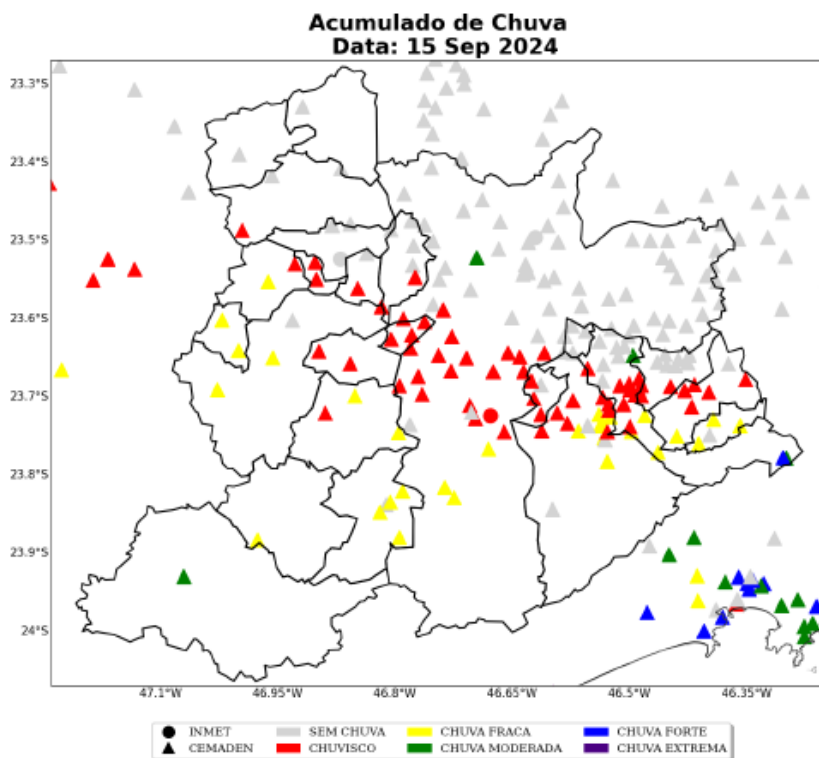 Acumulado de Chuva
Data: 15 Sep 2024
23.3°S
23.4°S
23.5°S
23.6°S
23.7°S
23.8°S
23.9°S
24°S
47.1°W 46.95°W 46.8°W 46.65°W 46.5°W 46.35°W
INMET SEM CHUVA CHUVA FRACA CHUVA FORTE
CEMADEN CHUVISCO CHUVA MODERADA CHUVA EXTREMA